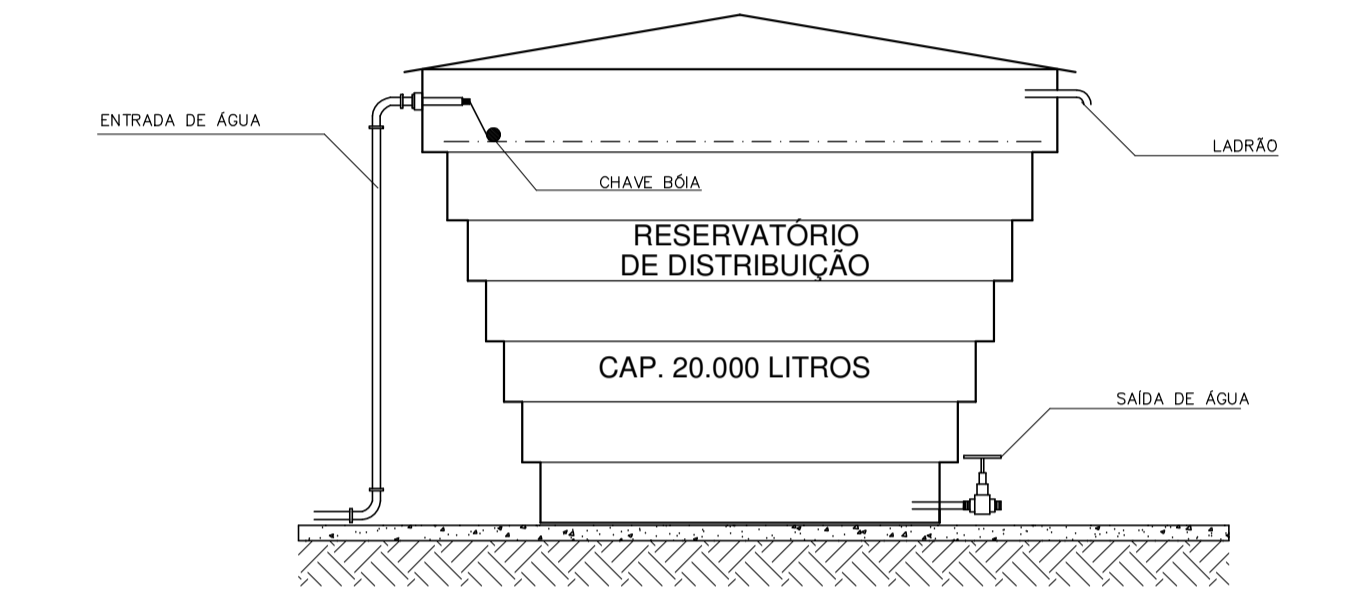 ENTRADA DE ÁGUA
LADRÃO
CHAVE BÓIA
RESERVATÓRIO
DE DISTRIBUIÇÃO
CAP. 20.000 LITROS
SAÍDA DE ÁGUA